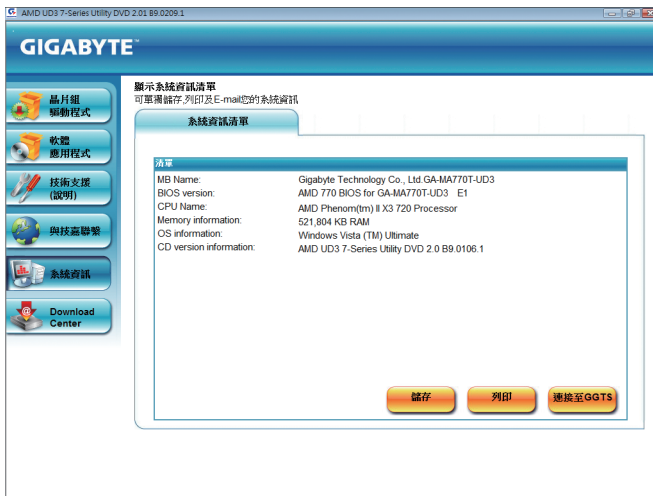 AMD UD3 7-Series Utility DVD 2.01 B9.0209.1
GIGABYTE™
晶片組
驅動程式
軟體
應用程式
技術支援
(說明)
與技嘉聯繫
系統資訊
Download
Center
顯示系統資訊清單
可單獨儲存,列印及E-mail您的系統資訊
系統資訊清單
清單
MB Name: Gigabyte Technology Co., Ltd.GA-MA770T-UD3
BIOS version: AMD 770 BIOS for GA-MA770T-UD3 E1
CPU Name: AMD Phenom(tm) II X3 720 Processor
Memory information: 521,804 KB RAM
OS information: Windows Vista (TM) Ultimate
CD version information: AMD UD3 7-Series Utility DVD 2.0 B9.0106.1
儲存
列印
連接至GGTS